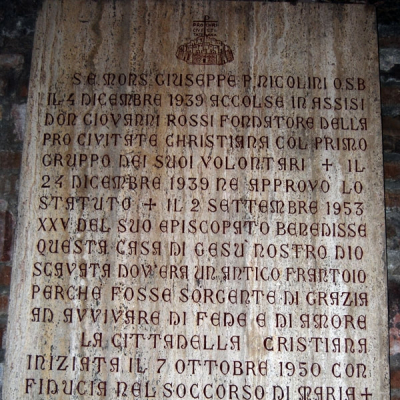 S.E. MONS. GIUSEPPE P. NICOLINI O.S.B
IL 4 DICEMBRE 1939 ACCOLSE IN ASSISI
DON GIOVANNI ROSSI FONDATORE DELLA
PRO CIVITATE CHRISTIANA COL PRIMO
GRUPPO DEI SUOI VOLONTARI + IL
24 DICEMBRE 1939 NE APPROVO LO
STATUTO + IL 2 SETTEMBRE 1953
XXV DEL SUO EPISCOPATO BENEDISSE
QUESTA CASA DI GESU' NOSTRO DIO
SCAVATA DOV'ERA UN ANTICO FRANTOIO
PERCHÉ FOSSE SORGENTE DI GRAZIA
AD AVVIVARE DI FEDE E DI AMORE
LA CITTADELLA CRISTIANA
INIZIATA IL 7 OTTOBRE 1950 CON
FIDUCIA NEL SOCCORSO DI MARIA +